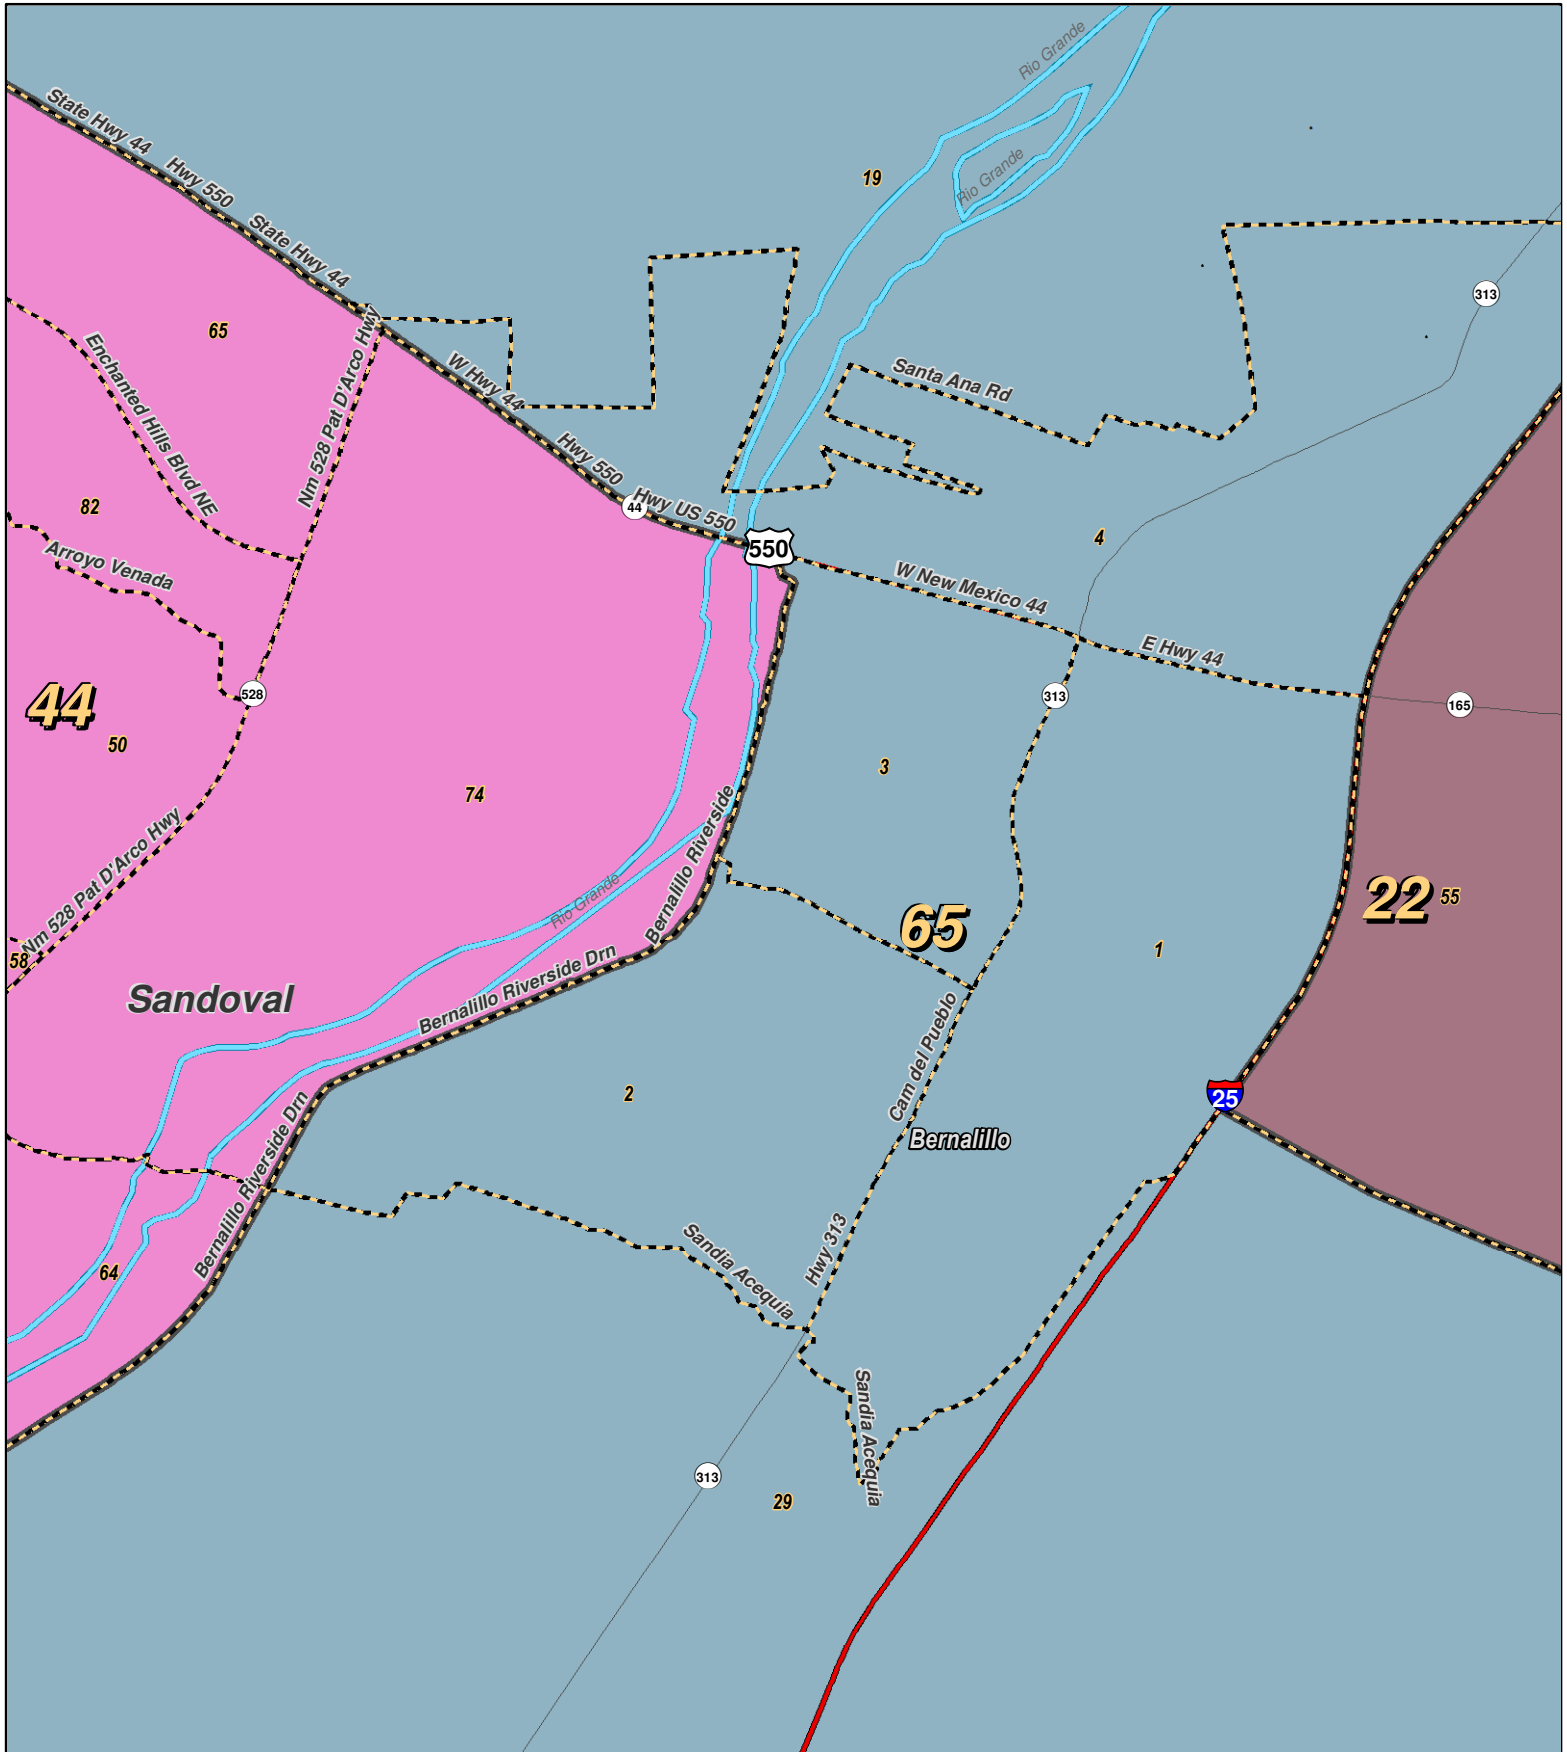 Rio Grande
State Hwy 44
Hwy 550
State Hwy 44
Rio Grande
19
65
313
Enchanted Hills Blvd NE
Nm 528 Pat D'Arco Hwy
W Hwy 44
Santa Ana Rd
Hwy 550
82
44
Hwy US 550
550
4
Arroyo Venada
W New Mexico 44
E Hwy 44
528
313
165
44
50
3
74
Nm 528 Pat D'Arco Hwy
Bernalillo Riverside
Rio Grande
65
22
55
1
58
Sandoval
Bernalillo Riverside Drn
Cam del Pueblo
2
25
Bernalillo
Bernalillo Riverside Drn
64
Sandia Acequia
Hwy 313
Sandia Acequia
313
29